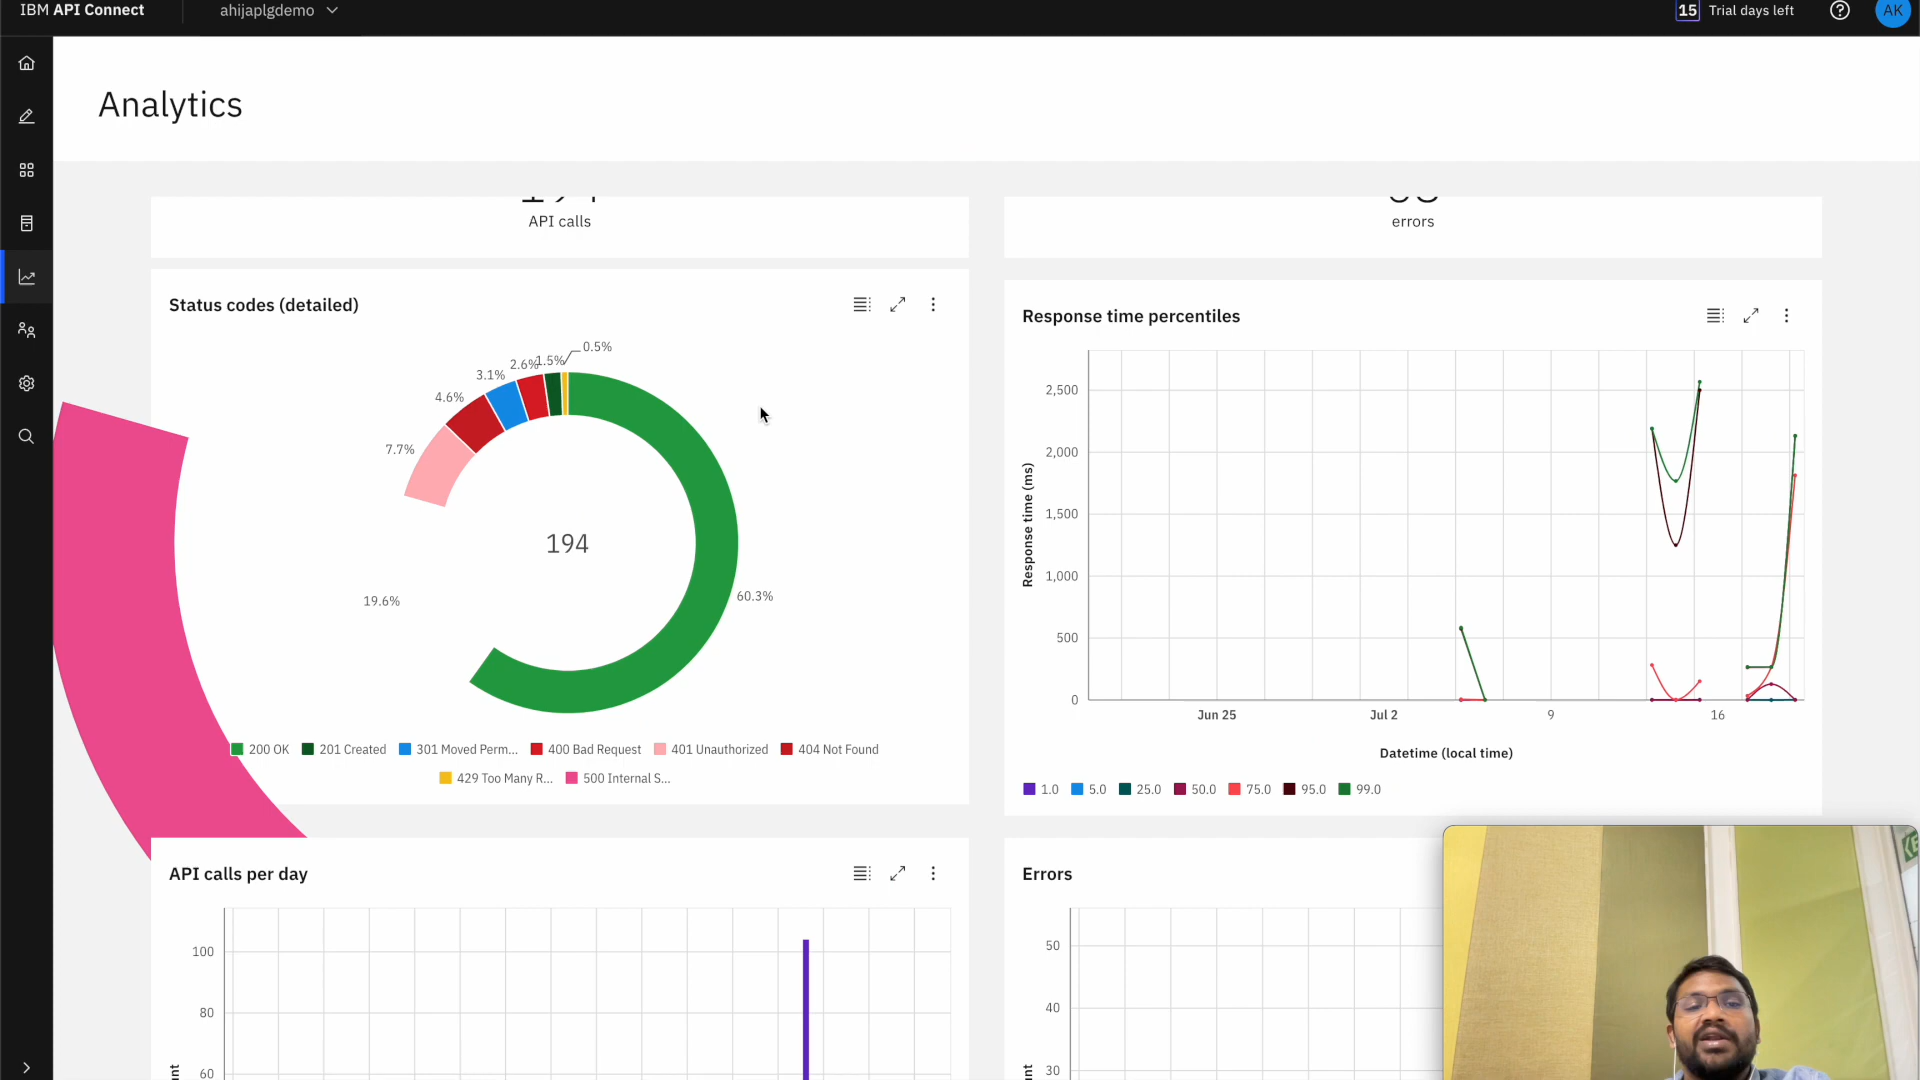 IBM API Connect
ahijaplgdemo
15 Trial days left
AK
Analytics
API calls
errors
Status codes (detailed)
0.5%
1.5%
2.6%
3.1%
4.6%
7.7%
194
60.3%
19.6%
200 OK 201 Created 301 Moved Perm... 400 Bad Request 401 Unauthorized 404 Not Found
429 Too Many R... 500 Internal S...
Response time percentiles
2,500
2,000
1,500
1,000
500
0
Response time (ms)
Jun 25 Jul 2 9 16
Datetime (local time)
1.0 5.0 25.0 50.0 75.0 95.0 99.0
API calls per day
100
80
60
Errors
50
40
30